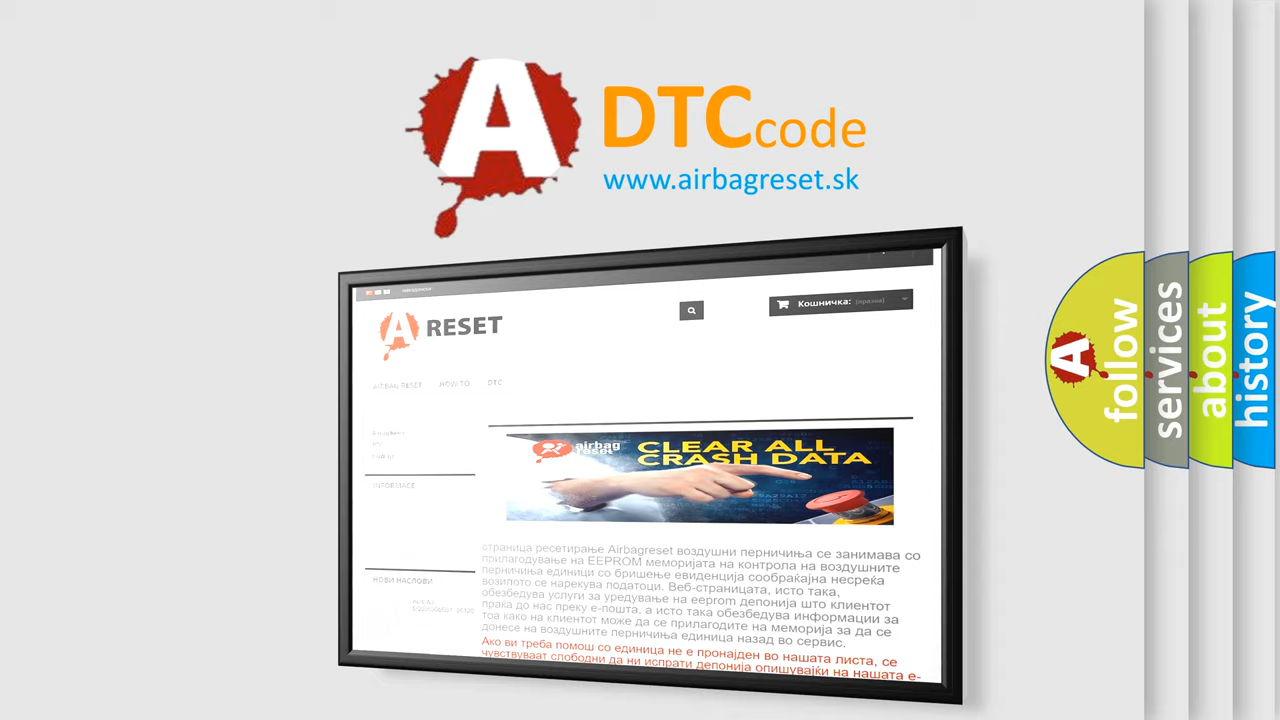 A DTC code
www.airbagreset.sk
Кошничка: (празни)
A RESET
AIRBAG RESET HOW TO DTC
airbag
reset
CLEAR ALL
CRASH DATA
INFORMACE
страница ресетирање Airbagreset воздушни перничиња се занимава со
прилагодување на EEPROM меморијата на контрола на воздушните
перничиња единици со бришење евиденција сообраќајна несреќа
возилото се нарекува податоци. Веб-страницата, исто така,
обезбедува услуги за уредување на eeprom депонија што клиентот
праќа до нас преку е-пошта, а исто така обезбедува информации за
тоа како на клиентот може да се прилагодите на меморија за да се
донесе на воздушните перничиња единица назад во сервис.
Ако ви треба помош со единица не е пронајден во нашата листа, се
чувствуваат слободни да ни испрати депонија опишувајќи на нашата е-
НОВИ НАСЛОВИ
A follow
services
about
history